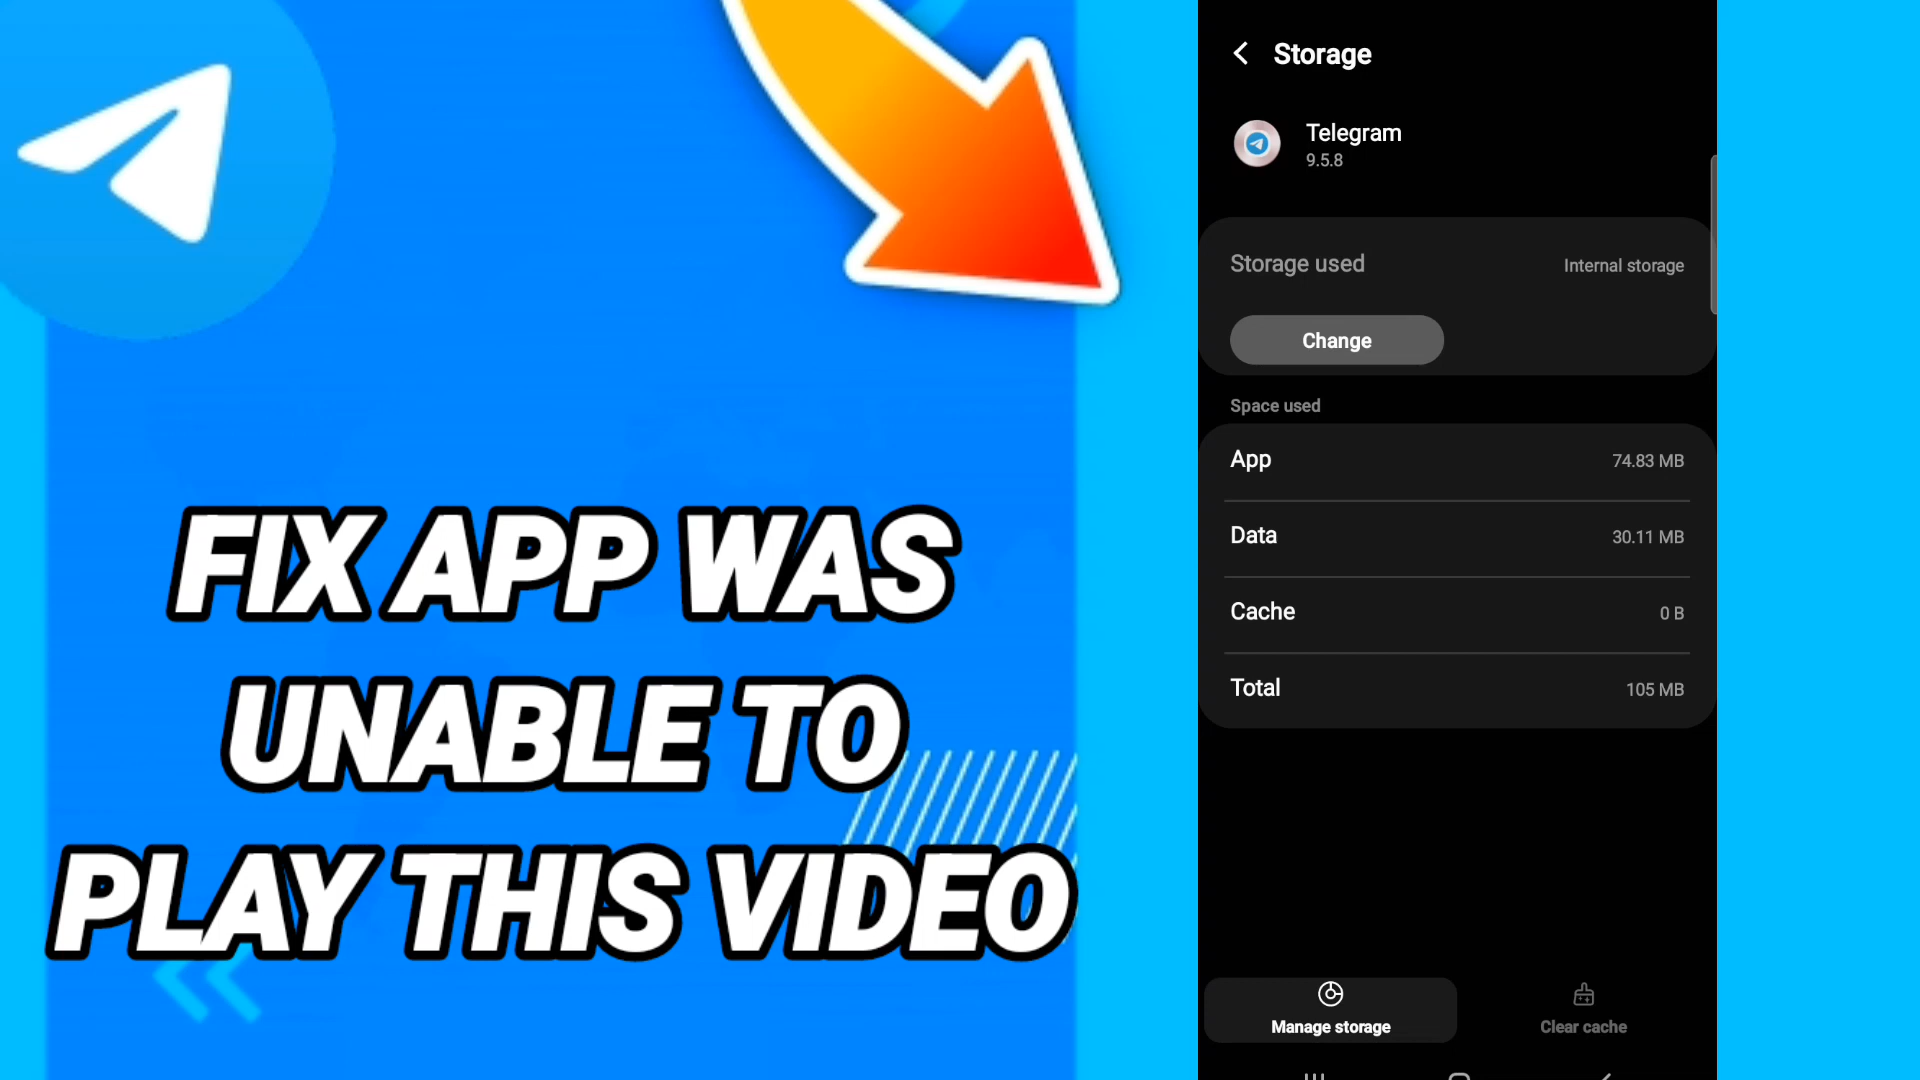 FIX APP WAS
UNABLE TO
PLAY THIS VIDEO
Storage
Telegram
9.5.8
Storage used Internal storage
Change
Space used
App 74.83 MB
Data 30.11 MB
Cache 0 B
Total 105 MB
Manage storage Clear cache